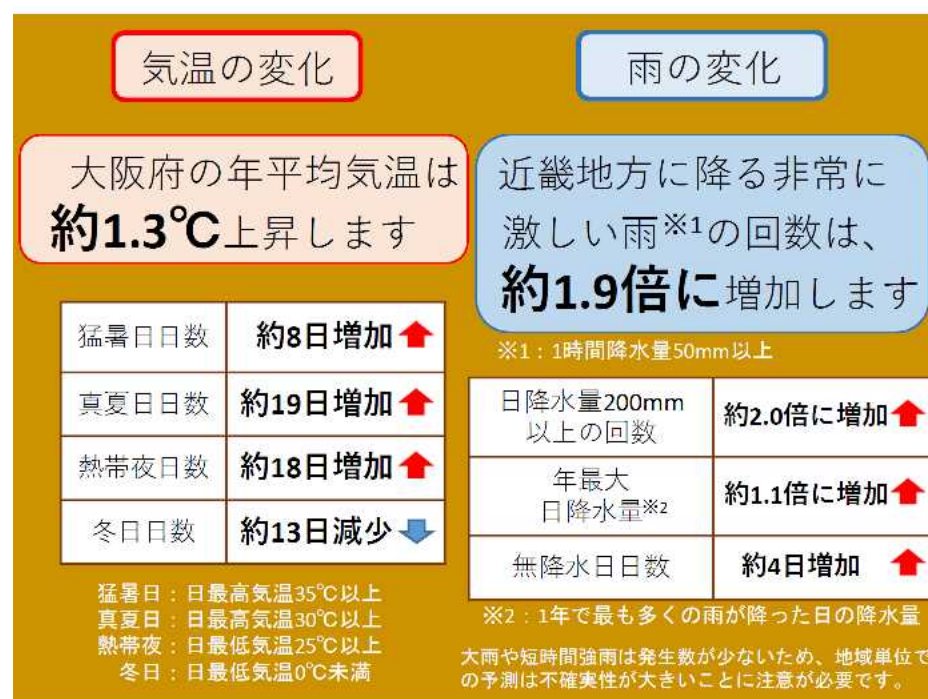 気温の変化
大阪府の年平均気温は
約1.3℃上昇します
猛暑日日数 約8日増加
真夏日日数 約19日増加
熱帯夜日数 約18日増加
冬日日数 約13日減少
猛暑日：日最高気温35℃以上
真夏日：日最高気温30℃以上
熱帯夜：日最低気温25℃以上
冬日：日最低気温0℃未満
雨の変化
近畿地方に降る非常に
激しい雨※1の回数は、
約1.9倍に増加します
※1：1時間降水量50mm以上
日降水量200mm
以上の回数 約2.0倍に増加
年最大
日降水量※2 約1.1倍に増加
無降水日日数 約4日増加
※2：1年で最も多くの雨が降った日の降水量
大雨や短時間強雨は発生数が少ないため、地域単位で
の予測は不確実性が大きいことに注意が必要です。